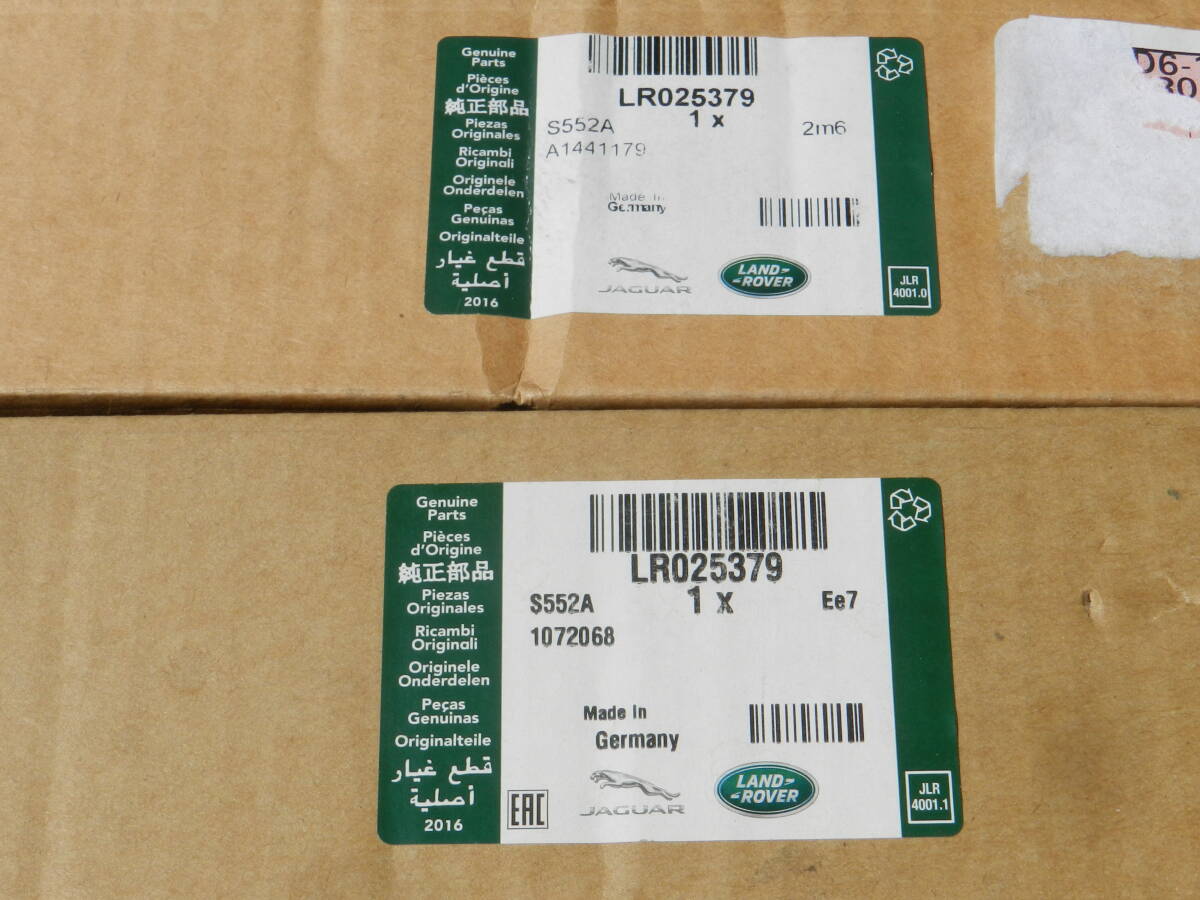 Genuine
Parts
Pièces
d'Origine
純正部品
Piezas
Originales
Ricambi
Originali
Originele
Onderdelen
Peças
Genuinas
Originalteile
قطع غيار
أصلية
2016
LR025379
1 x
S552A
2m6
A1441179
Made in
Germany
JAGUAR
LAND-
-ROVER
JLR
4001.0
Genuine
Parts
Pièces
d'Origine
純正部品
Piezas
Originales
Ricambi
Originali
Originele
Onderdelen
Peças
Genuinas
Originalteile
قطع غيار
أصلية
2016
LR025379
1 x
S552A
Ee7
1072068
Made in
Germany
EAC
JAGUAR
LAND-
-ROVER
JLR
4001.1